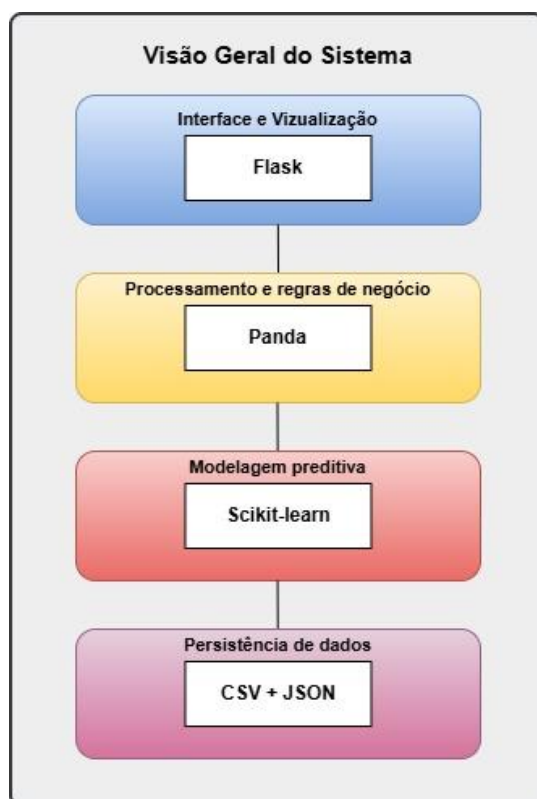 Visão Geral do Sistema
Interface e Vizualização
Flask
Processamento e regras de negócio
Panda
Modelagem preditiva
Scikit-learn
Persistência de dados
CSV + JSON